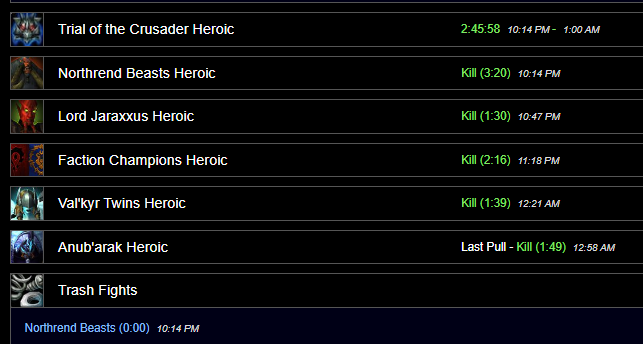 Trial of the Crusader Heroic 2:45:58 10:14 PM - 1:00 AM
Northrend Beasts Heroic Kill (3:20) 10:14 PM
Lord Jaraxxus Heroic Kill (1:30) 10:47 PM
Faction Champions Heroic Kill (2:16) 11:18 PM
Val'kyr Twins Heroic Kill (1:39) 12:21 AM
Anub'arak Heroic Last Pull - Kill (1:49) 12:58 AM
Trash Fights
Northrend Beasts (0:00) 10:14 PM